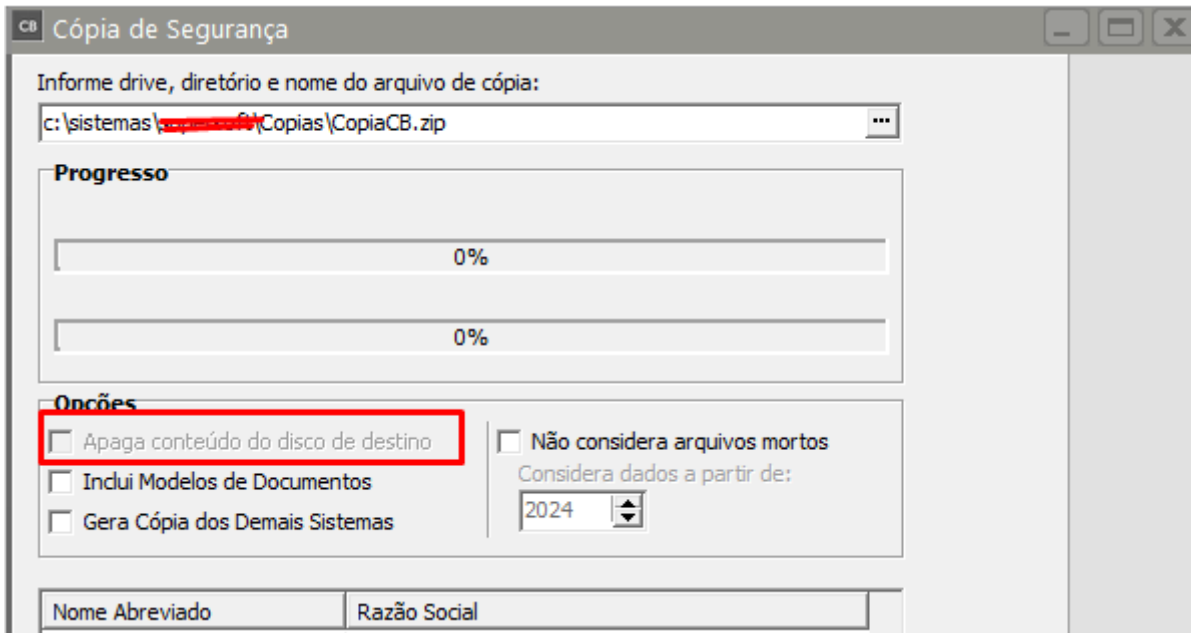 CB Cópia de Segurança
Informe drive, diretório e nome do arquivo de cópia:
c:\sistemas\ \Copias\CopiaCB.zip ...
Progresso
0%
0%
Opções
Apaga conteúdo do disco de destino
Não considera arquivos mortos
Inclui Modelos de Documentos
Considera dados a partir de:
2024
Gera Cópia dos Demais Sistemas
Nome Abreviado Razão Social